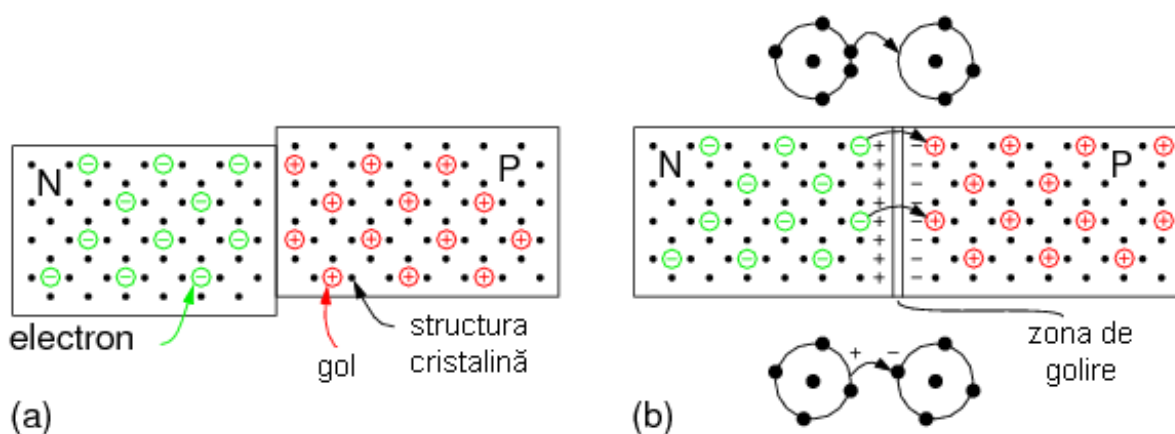 N
P
electron
gol
structura
cristalină
(a)
N
P
+ -
zona de
golire
(b)